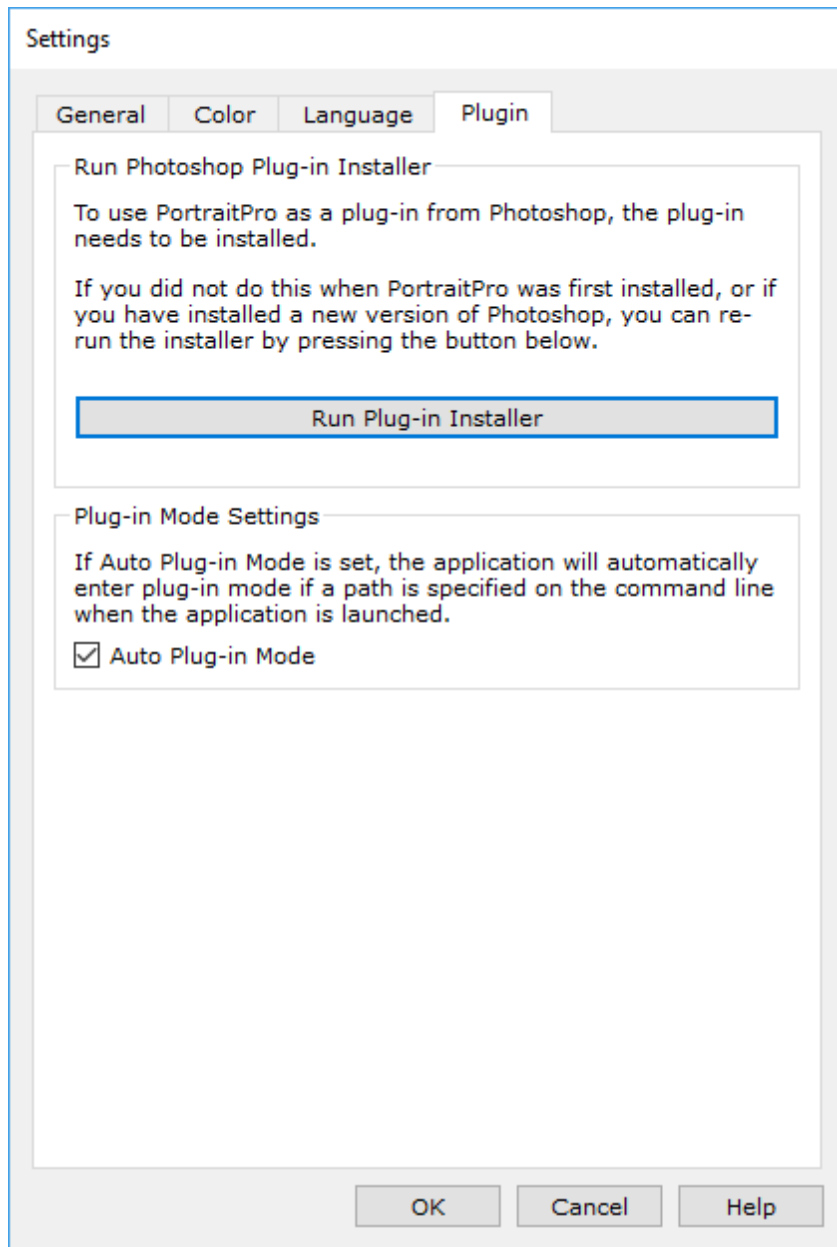 Settings
General
Color
Language
Plugin
Run Photoshop Plug-in Installer
To use PortraitPro as a plug-in from Photoshop, the plug-in
needs to be installed.
If you did not do this when PortraitPro was first installed, or if
you have installed a new version of Photoshop, you can re-
run the installer by pressing the button below.
Run Plug-in Installer
Plug-in Mode Settings
If Auto Plug-in Mode is set, the application will automatically
enter plug-in mode if a path is specified on the command line
when the application is launched.
Auto Plug-in Mode
OK
Cancel
Help